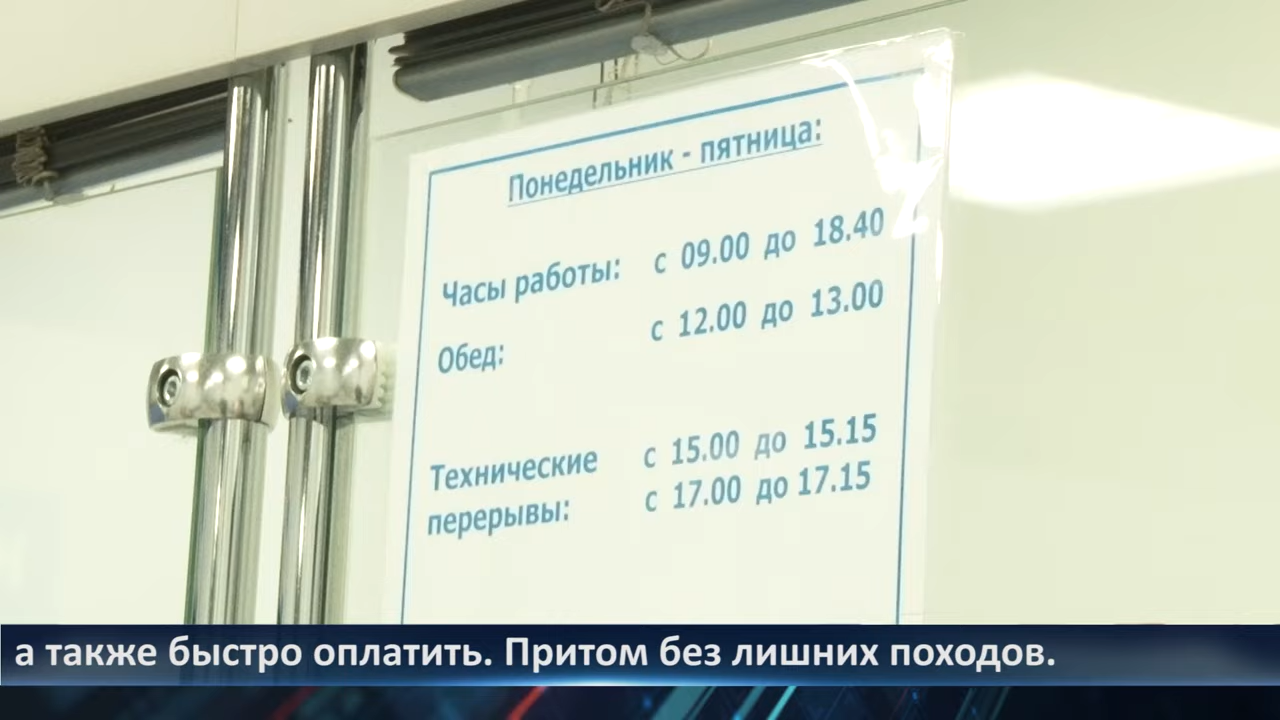 Понедельник - пятница:
Часы работы: с 09.00 до 18.40
Обед: с 12.00 до 13.00
Технические с 15.00 до 15.15
перерывы: с 17.00 до 17.15
а также быстро оплатить. Притом без лишних походов.